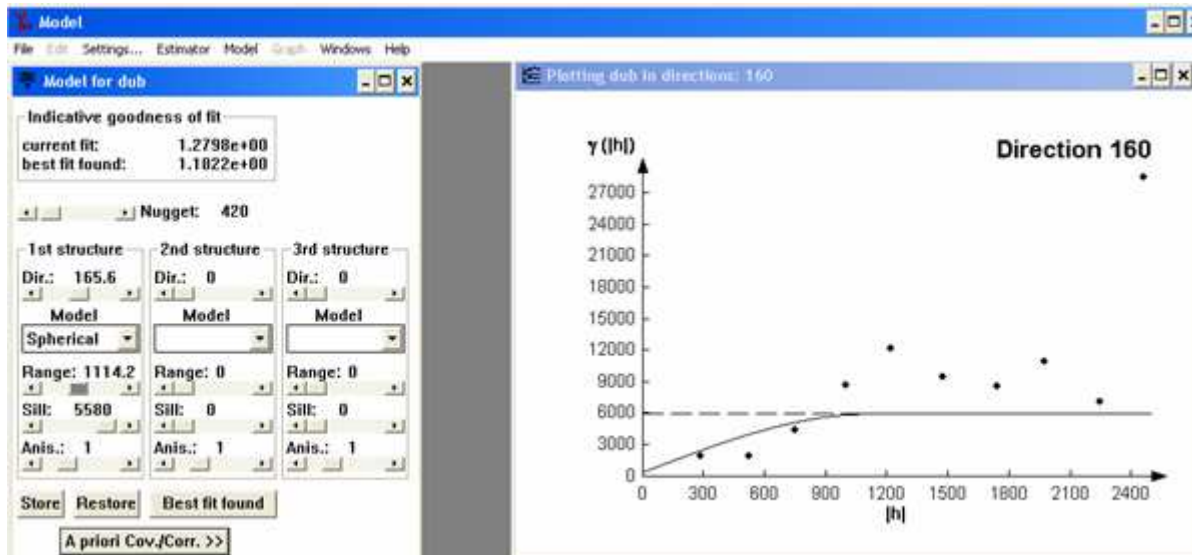 Model
File Edit Settings... Estimator Model Graph Windows Help
Model for dub
Indicative goodness of fit
current fit: 1.2798e+00
best fit found: 1.1822e+00
Nugget: 420
1st structure 2nd structure 3rd structure
Dir.: 165.6 Dir.: 0 Dir.: 0
Model Model Model
Spherical
Range: 1114.2 Range: 0 Range: 0
Sill: 5580 Sill: 0 Sill: 0
Anis.: 1 Anis.: 1 Anis.: 1
Store Restore Best fit found
A priori Cov./Corr. >>
Plotting dub in directions: 160
γ (|h|)
Direction 160
27000
24000
21000
18000
15000
12000
9000
6000
3000
0
0 300 600 900 1200 1500 1800 2100 2400
|h|